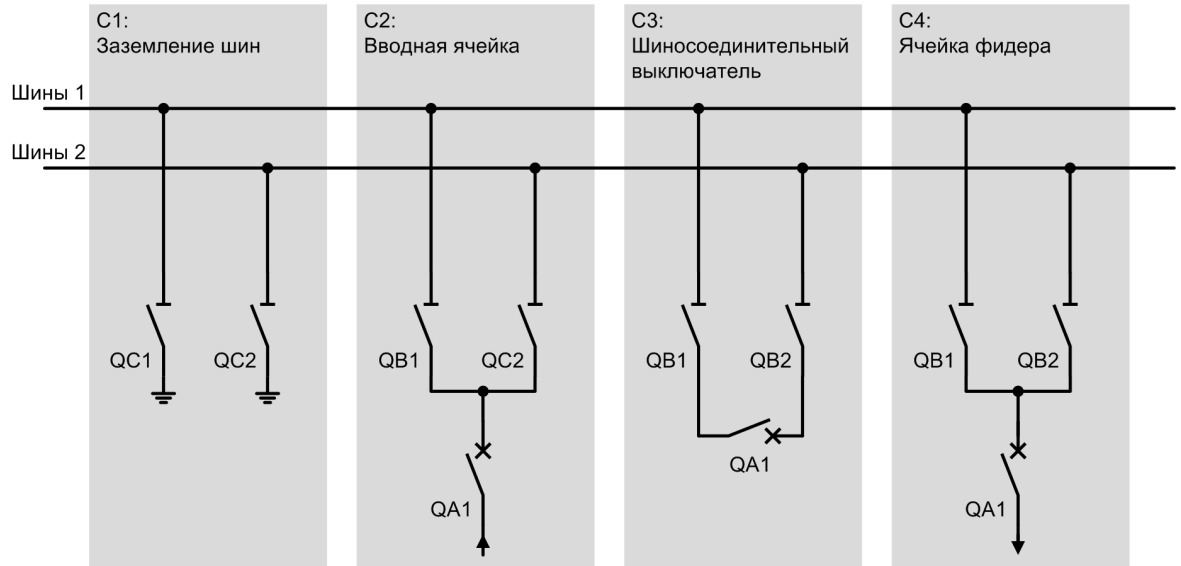 C1:
Заземление шин
C2:
Вводная ячейка
C3:
Шиносоединительный
выключатель
C4:
Ячейка фидера
Шины 1
Шины 2
QC1
QC2
QB1
QC2
QB1
QB2
QB1
QB2
QA1
QA1
QA1